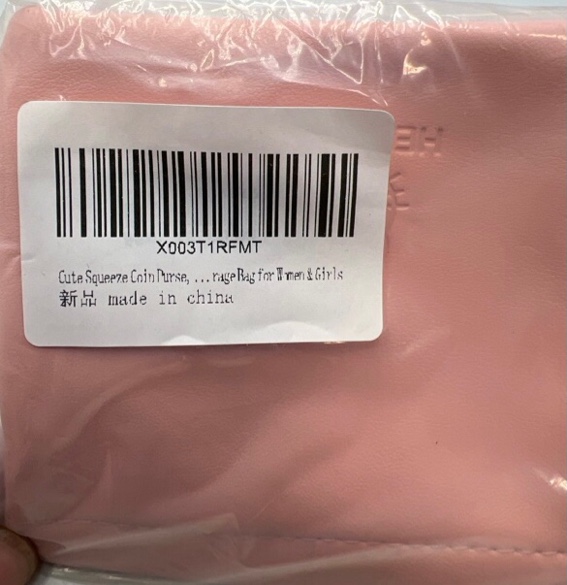 X003T1RFMT
Cute Squeeze Coin Purse, ...rage Bag for Women & Girls
新品 made in china